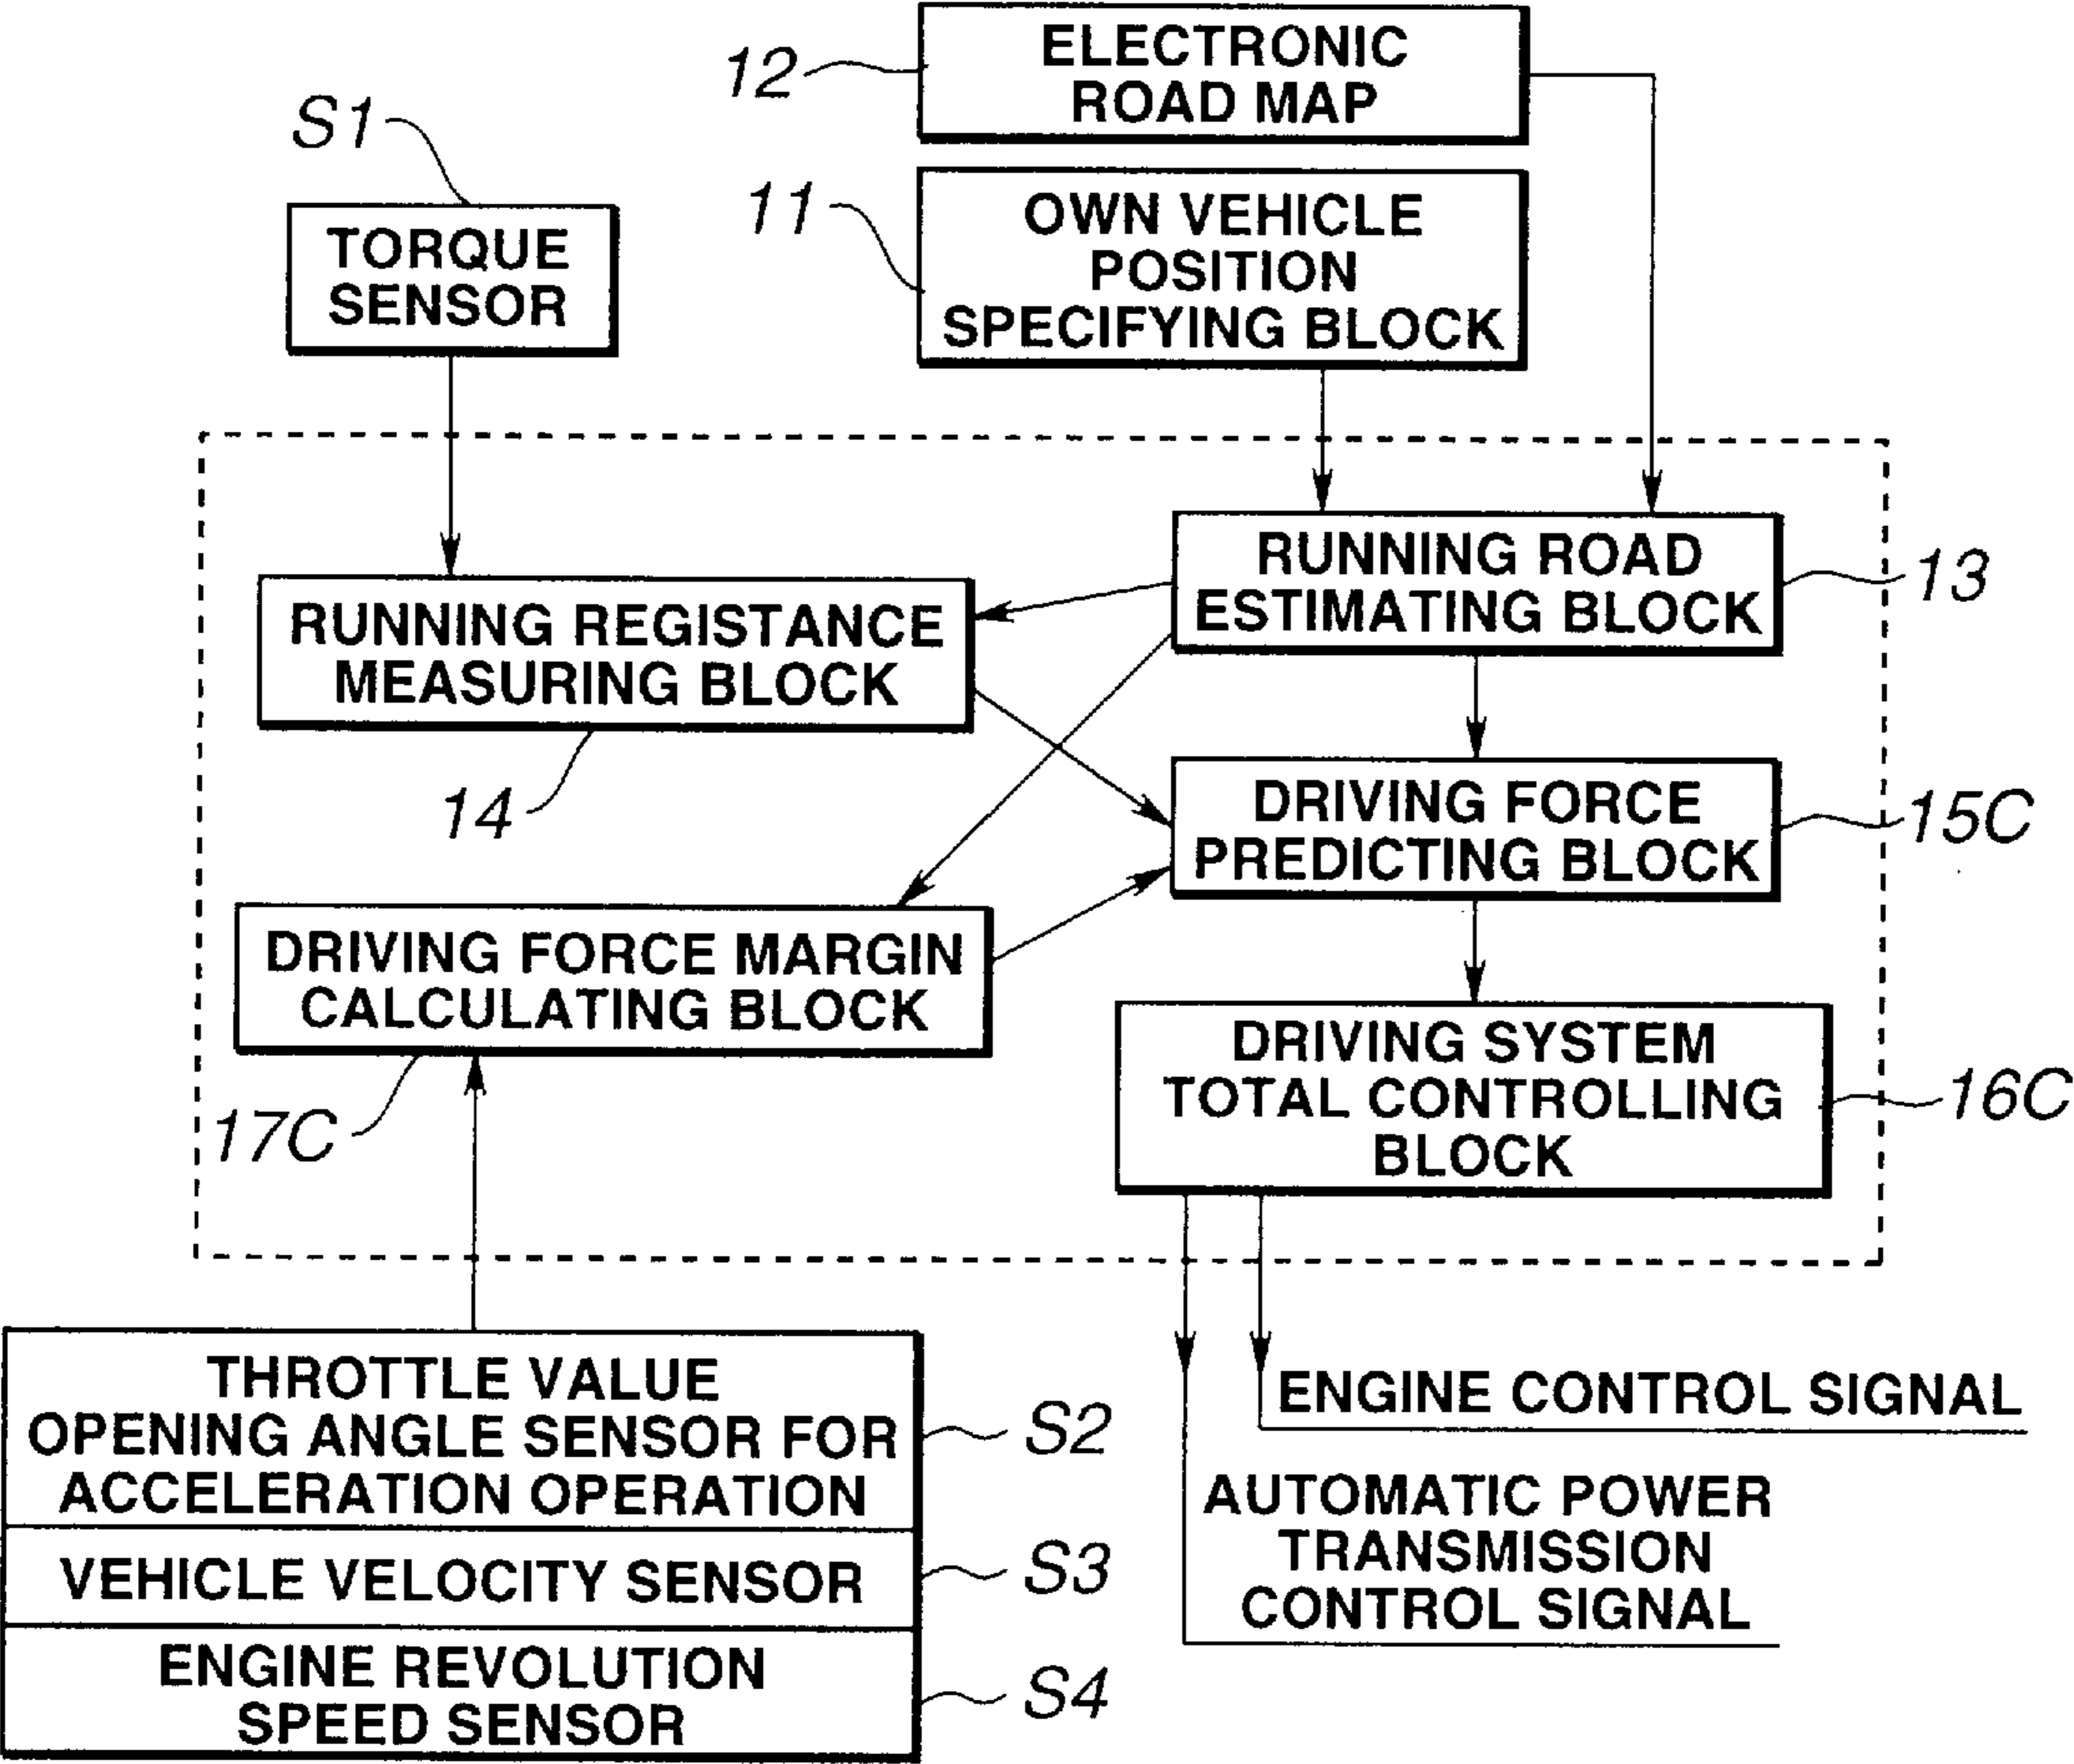 12
ELECTRONIC
ROAD MAP
S1
11
OWN VEHICLE
POSITION
SPECIFYING BLOCK
TORQUE
SENSOR
RUNNING ROAD
ESTIMATING BLOCK
13
RUNNING REGISTANCE
MEASURING BLOCK
14
DRIVING FORCE
PREDICTING BLOCK
15C
DRIVING FORCE MARGIN
CALCULATING BLOCK
17C
DRIVING SYSTEM
TOTAL CONTROLLING
BLOCK
16C
THROTTLE VALUE
OPENING ANGLE SENSOR FOR
ACCELERATION OPERATION
S2
VEHICLE VELOCITY SENSOR
S3
ENGINE REVOLUTION
SPEED SENSOR
S4
ENGINE CONTROL SIGNAL
AUTOMATIC POWER
TRANSMISSION
CONTROL SIGNAL